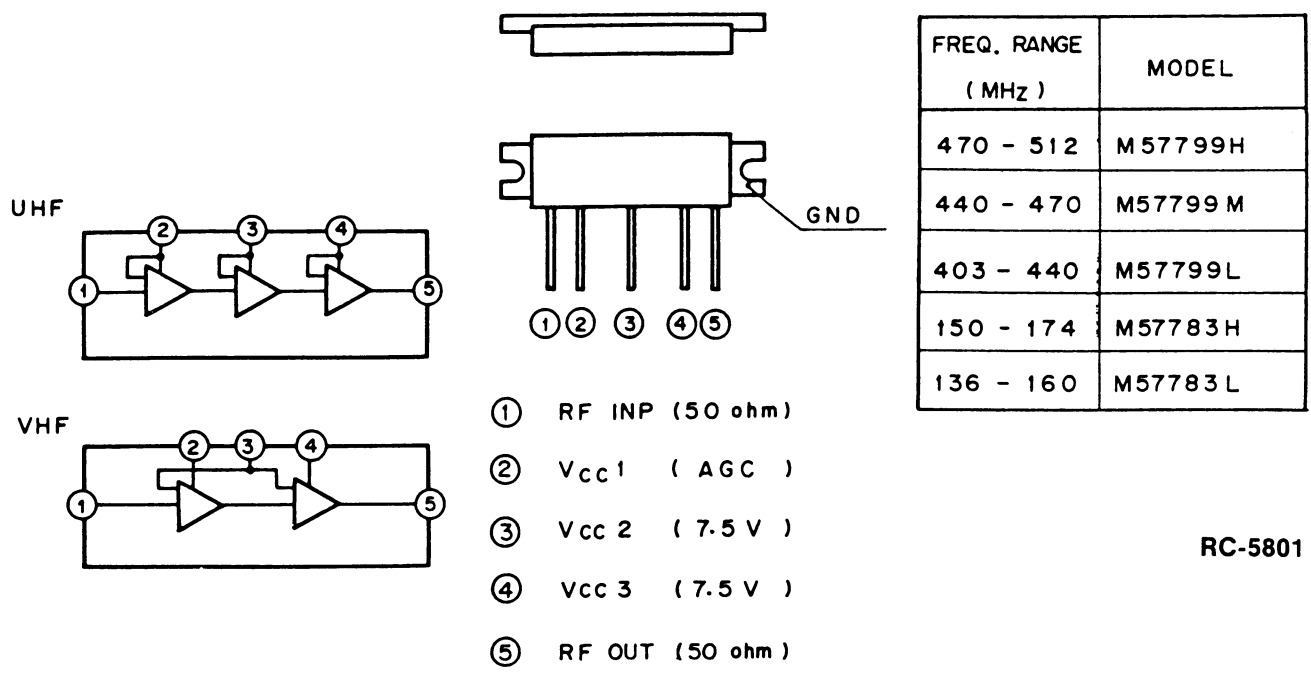 UHF
② ③ ④
① ⑤
VHF
② ③ ④
① ⑤
GND
① ② ③ ④ ⑤
① RF INP (50 ohm)
② VCC 1 ( AGC )
③ VCC 2 ( 7.5 V )
④ VCC 3 ( 7.5 V )
⑤ RF OUT (50 ohm)
FREQ. RANGE
(MHz) MODEL
470 - 512 M57799H
440 - 470 M57799M
403 - 440 M57799L
150 - 174 M57783H
136 - 160 M57783L
RC-5801